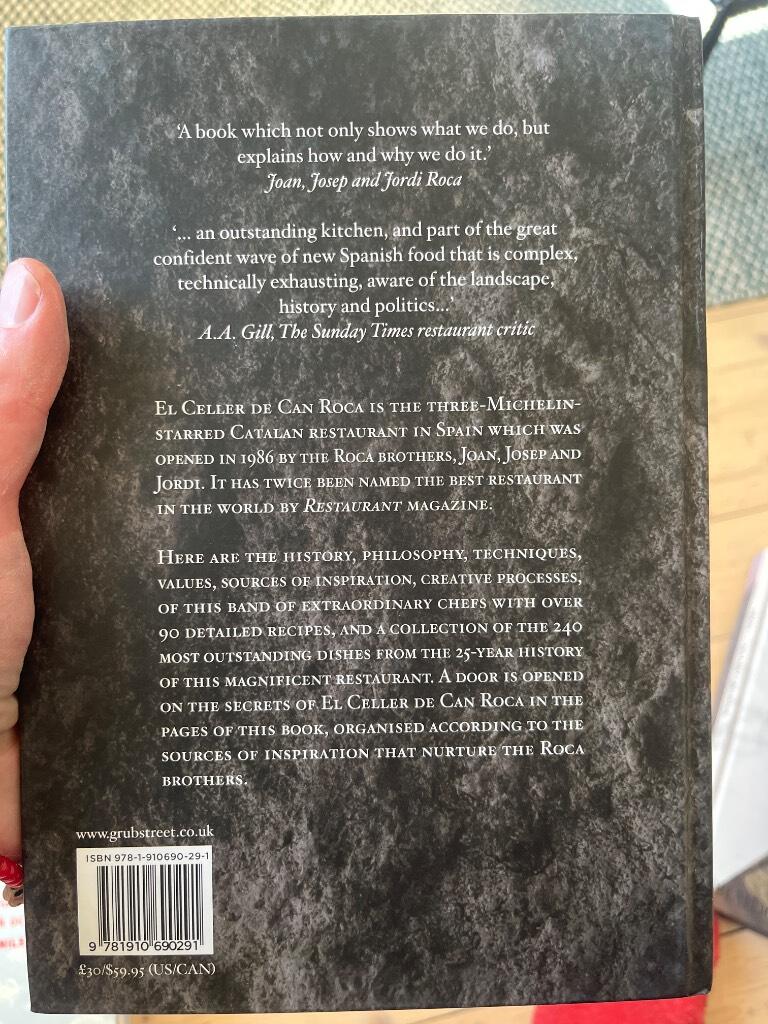 ‘A book which not only shows what we do, but
explains how and why we do it.’
Joan, Josep and Jordi Roca
‘... an outstanding kitchen, and part of the great
confident wave of new Spanish food that is complex,
technically exhausting, aware of the landscape,
history and politics...’
A.A. Gill, The Sunday Times restaurant critic
El Celler de Can Roca is the three-Michelin-
starred Catalan restaurant in Spain which was
opened in 1986 by the Roca brothers, Joan, Josep and
Jordi. It has twice been named the best restaurant
in the world by Restaurant magazine.
Here are the history, philosophy, techniques,
values, sources of inspiration, creative processes,
of this band of extraordinary chefs with over
90 detailed recipes, and a collection of the 240
most outstanding dishes from the 25-year history
of this magnificent restaurant. A door is opened
on the secrets of El Celler de Can Roca in the
pages of this book, organised according to the
sources of inspiration that nurture the Roca
brothers.
www.grubstreet.co.uk
ISBN 978-1-910690-29-1
9 781910 690291
£30/$59.95 (US/CAN)